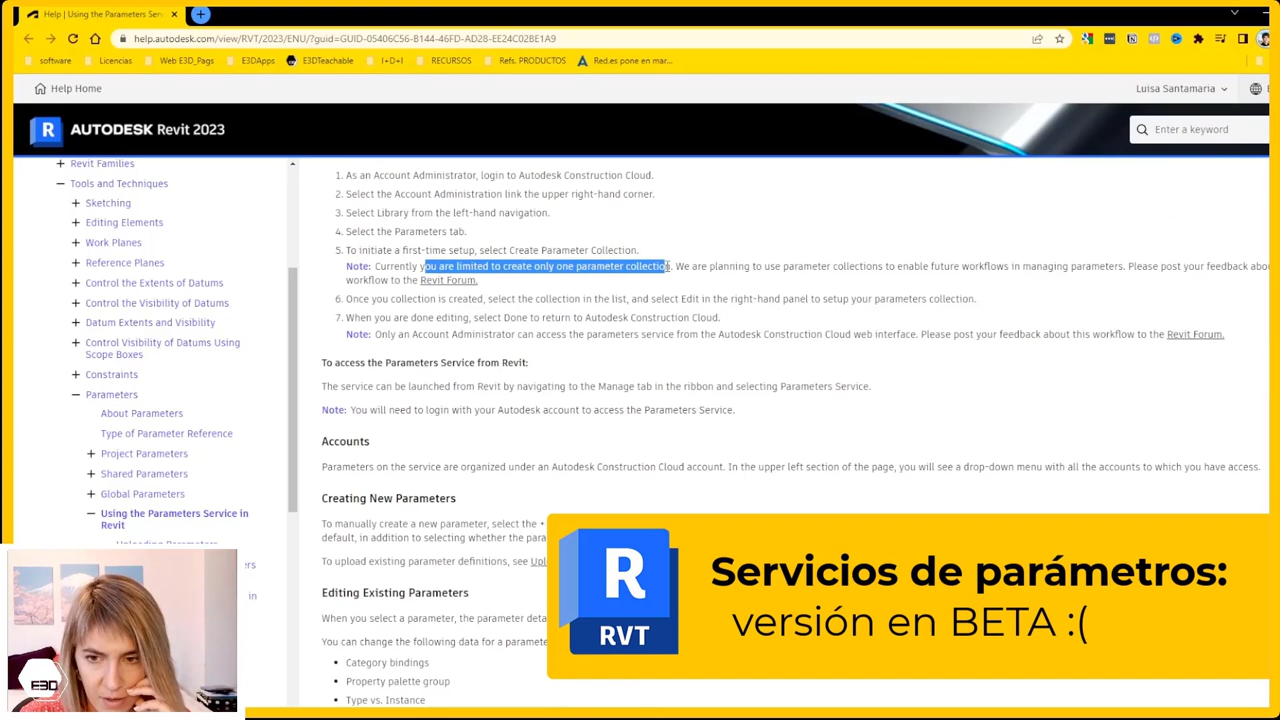 Help | Using the Parameters Serv
help.autodesk.com/view/RVT/2023/ENU/?guid=GUID-05406C56-B144-46FD-AD28-EE24C02BE1A9
software Licencias Web E3D_Pags E3DApps E3DTeachable I+D+I RECURSOS Refs. PRODUCTOS Red.es pone en mar...
Help Home
Luisa Santamaria
AUTODESK Revit 2023
Enter a keyword
Revit Families
Tools and Techniques
Sketching
Editing Elements
Work Planes
Reference Planes
Control the Extents of Datums
Control the Visibility of Datums
Datum Extents and Visibility
Control Visibility of Datums Using
Scope Boxes
Constraints
Parameters
About Parameters
Type of Parameter Reference
Project Parameters
Shared Parameters
Global Parameters
Using the Parameters Service in
Revit
Uploading Parameters
1. As an Account Administrator, login to Autodesk Construction Cloud.
2. Select the Account Administration link the upper right-hand corner.
3. Select Library from the left-hand navigation.
4. Select the Parameters tab.
5. To initiate a first-time setup, select Create Parameter Collection.
Note: Currently you are limited to create only one parameter collection. We are planning to use parameter collections to enable future workflows in managing parameters. Please post your feedback abou
workflow to the Revit Forum.
6. Once you collection is created, select the collection in the list, and select Edit in the right-hand panel to setup your parameters collection.
7. When you are done editing, select Done to return to Autodesk Construction Cloud.
Note: Only an Account Administrator can access the parameters service from the Autodesk Construction Cloud web interface. Please post your feedback about this workflow to the Revit Forum.
To access the Parameters Service from Revit:
The service can be launched from Revit by navigating to the Manage tab in the ribbon and selecting Parameters Service.
Note: You will need to login with your Autodesk account to access the Parameters Service.
Accounts
Parameters on the service are organized under an Autodesk Construction Cloud account. In the upper left section of the page, you will see a drop-down menu with all the accounts to which you have access.
Creating New Parameters
To manually create a new parameter, select the +
default, in addition to selecting whether the para
To upload existing parameter definitions, see Upl
Editing Existing Parameters
When you select a parameter, the parameter deta
You can change the following data for a paramet
• Category bindings
• Property palette group
• Type vs. Instance
R
RVT
Servicios de parámetros:
versión en BETA :(
E3D